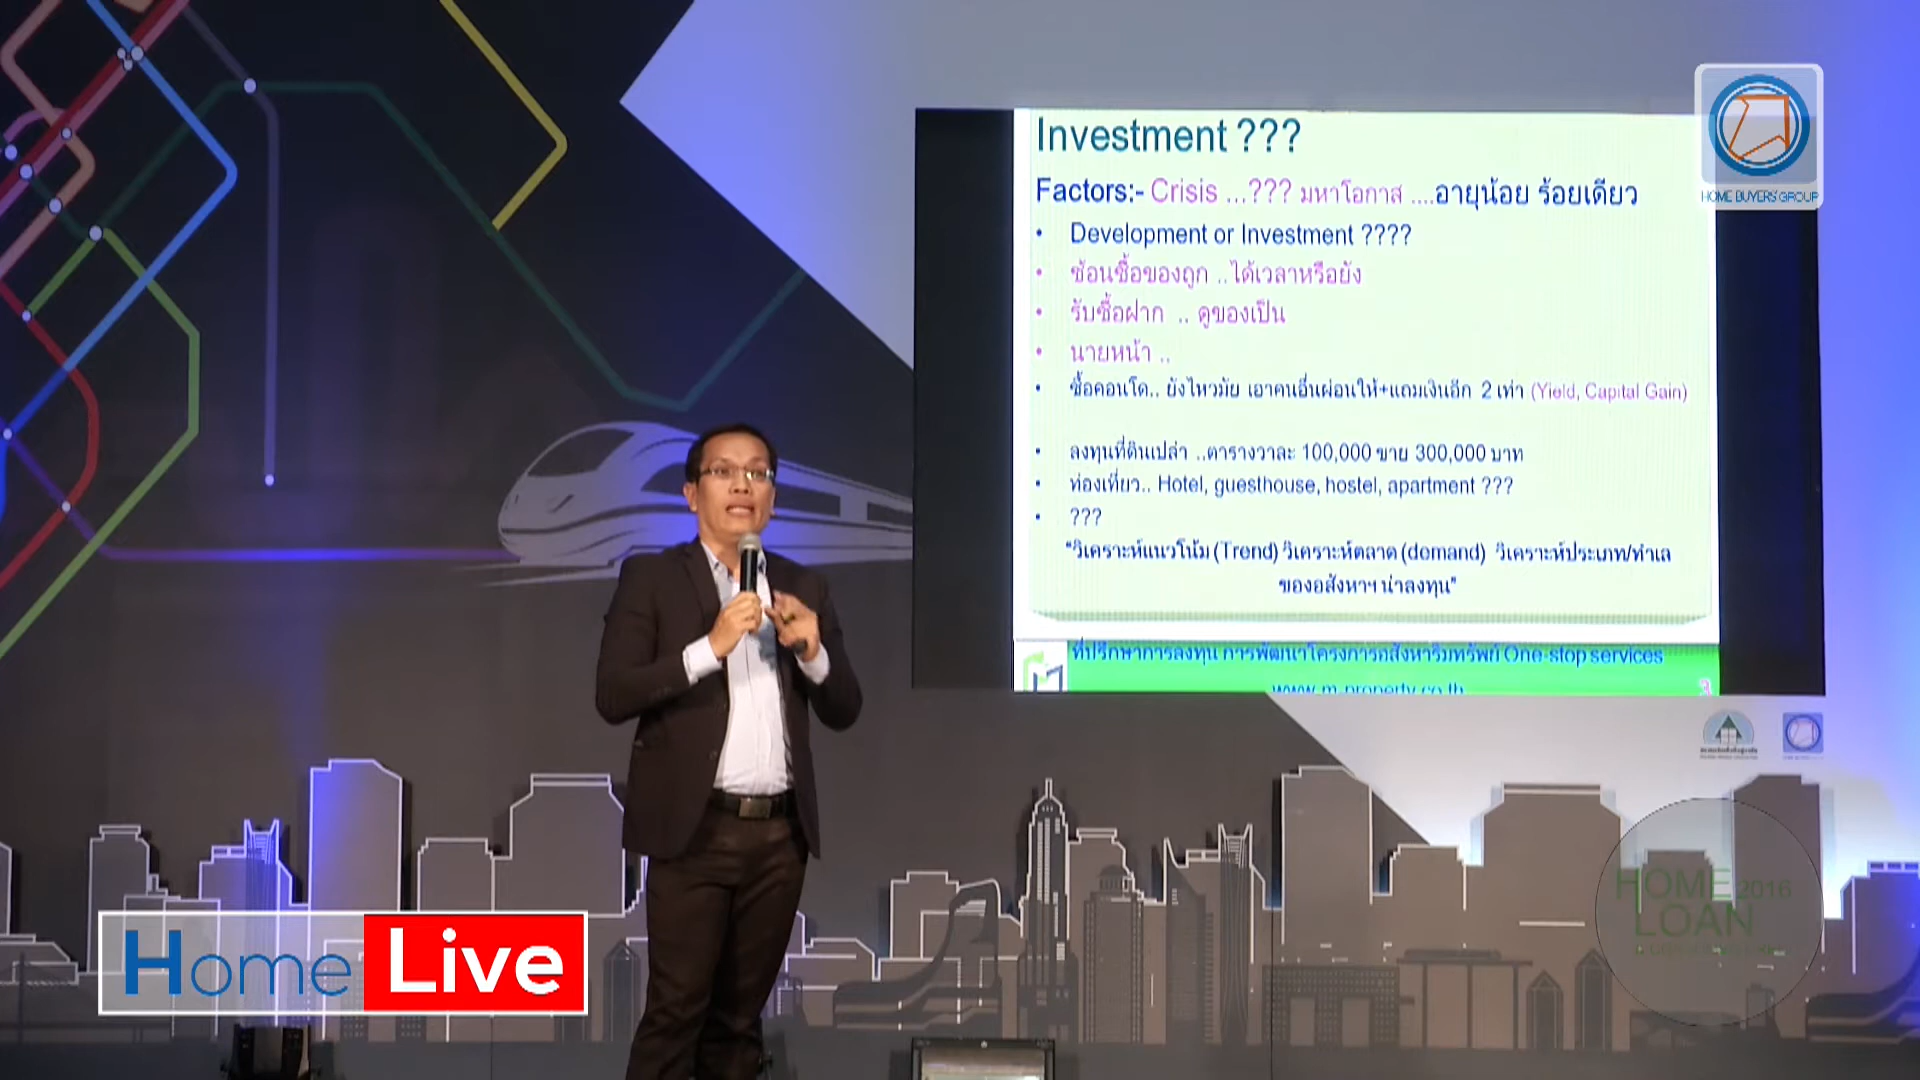 Investment ???
Factors:- Crisis ...??? มหาโอกาส ....อายุน้อย ร้อยเดียว
• Development or Investment ????
• ช้อนซื้อของถูก ..ได้เวลาหรือยัง
• รับซื้อฝาก .. ดูของเป็น
• นายหน้า ..
• ซื้อคอนโด.. ยังไหวมัย เอาคนอื่นผ่อนให้+แถมเงินอีก 2 เท่า (Yield, Capital Gain)
• ลงทุนที่ดินเปล่า ..ตารางวาละ 100,000 ขาย 300,000 บาท
• ท่องเที่ยว.. Hotel, guesthouse, hostel, apartment ???
• ???
"วิเคราะห์แนวโน้ม (Trend) วิเคราะห์ตลาด (demand) วิเคราะห์ประเภท/ทำเล
ของอสังหาฯ น่าลงทุน"
ที่ปรึกษาการลงทุน การพัฒนาโครงการอสังหาริมทรัพย์ One-stop services
www.m-property.co.th
3
HOME BUYERS' GROUP
HOME 2016
LOAN
Home Live